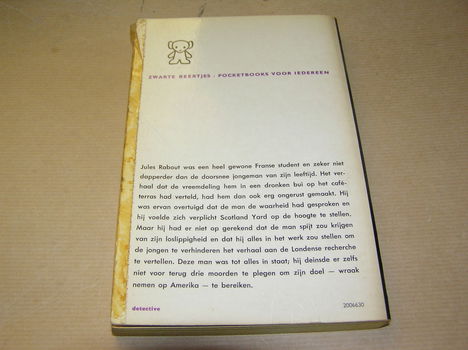 ZWARTE BEERTJES . POCKETBOOKS VOOR IEDEREEN
Jules Rabout was een heel gewone Franse student en zeker niet
dapperder dan de doorsnee jongeman van zijn leeftijd. Het ver-
haal dat de vreemdeling hem in een dronken bui op het café-
terras had verteld, had hem dan ook erg ongerust gemaakt. Hij
was ervan overtuigd dat de man de waarheid had gesproken en
hij voelde zich verplicht Scotland Yard op de hoogte te stellen.
Maar hij had er niet op gerekend dat de man spijt zou krijgen
van zijn loslippigheid en dat hij alles in het werk zou stellen om
de jongen te verhinderen het verhaal aan de Londense recherche
te vertellen. Deze man was tot alles in staat; hij deinsde er zelfs
niet voor terug drie moorden te plegen om zijn doel — wraak
nemen op Amerika — te bereiken.
detective
2006630